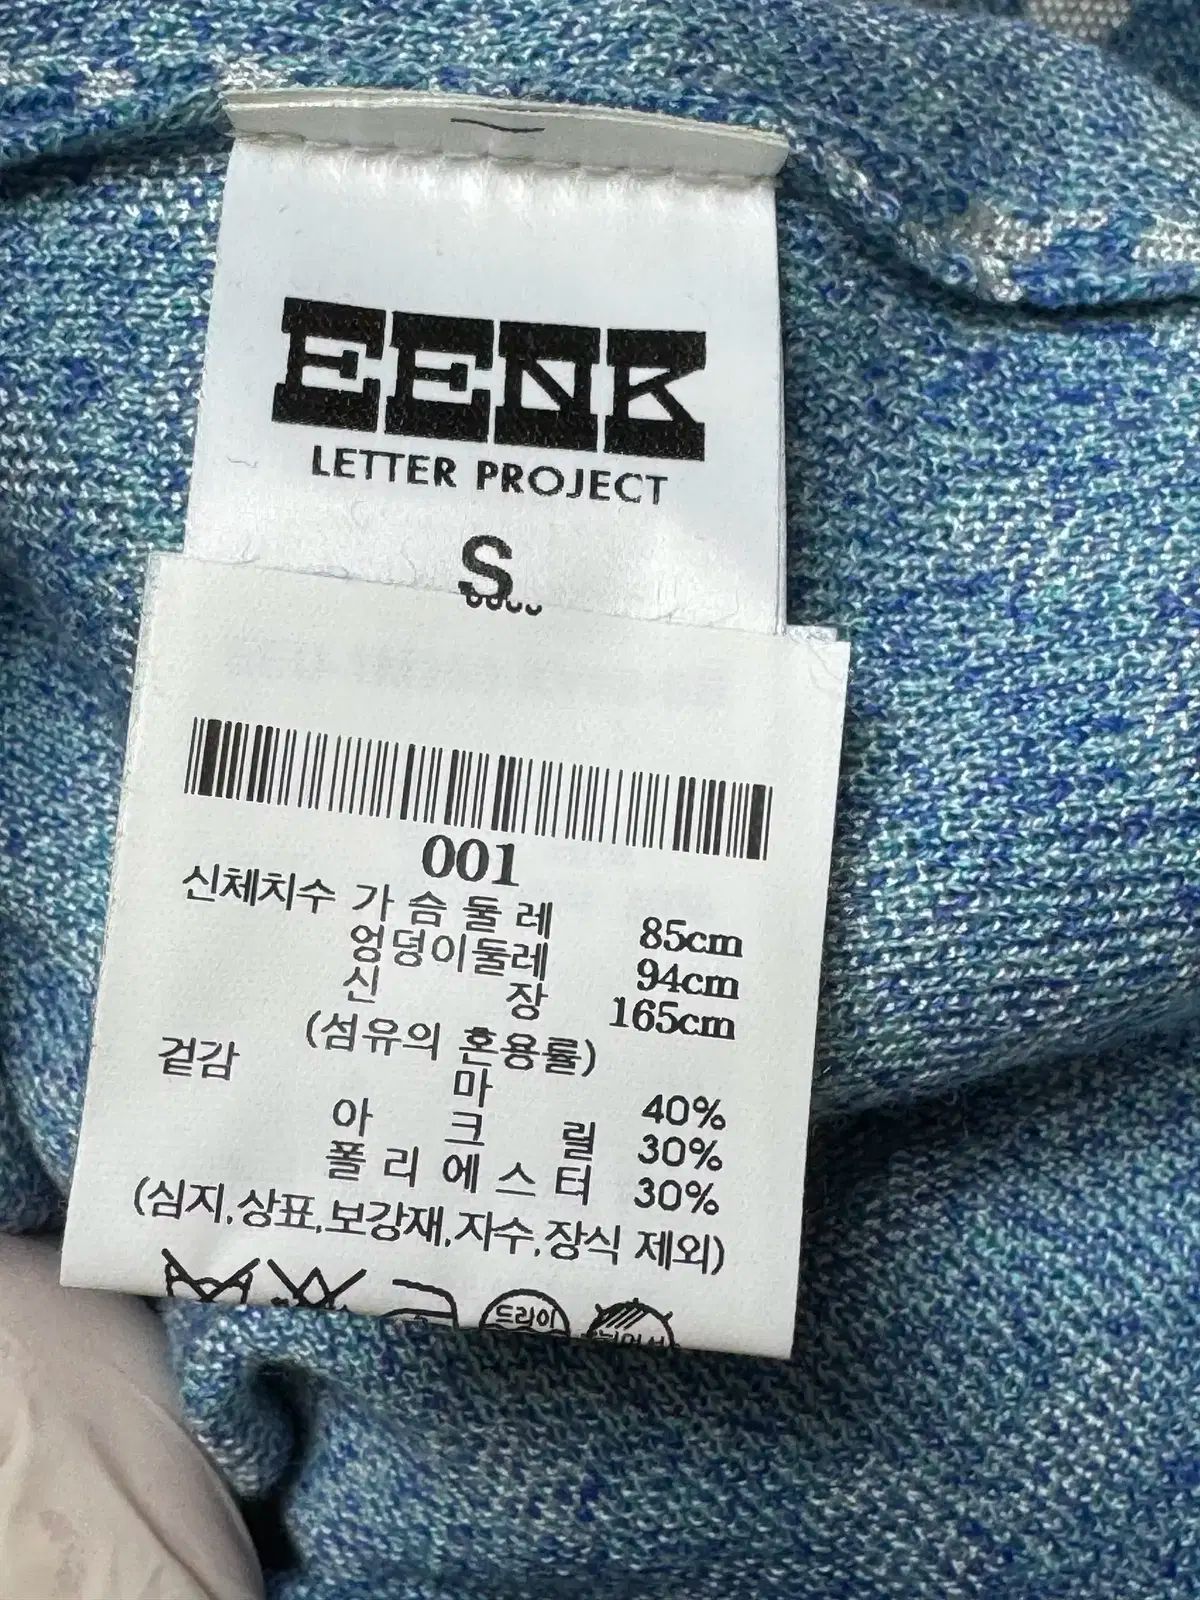 EENK
LETTER PROJECT
S
001
신체치수 가슴둘레 85cm
엉덩이둘레 94cm
신장 165cm
(섬유의 혼용률)
겉감 마 40%
아크릴 30%
폴리에스터 30%
(심지,상표,보강재,자수,장식 제외)
드라이